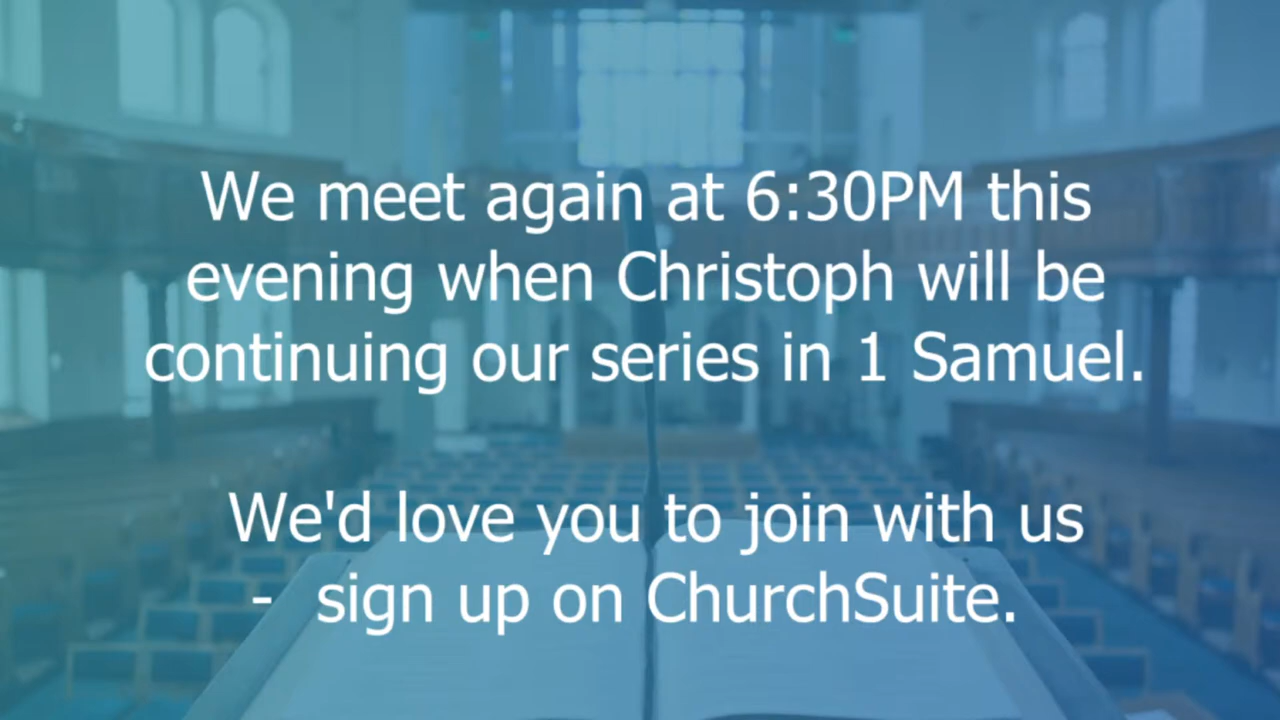 We meet again at 6:30PM this
evening when Christoph will be
continuing our series in 1 Samuel.
We'd love you to join with us
- sign up on ChurchSuite.